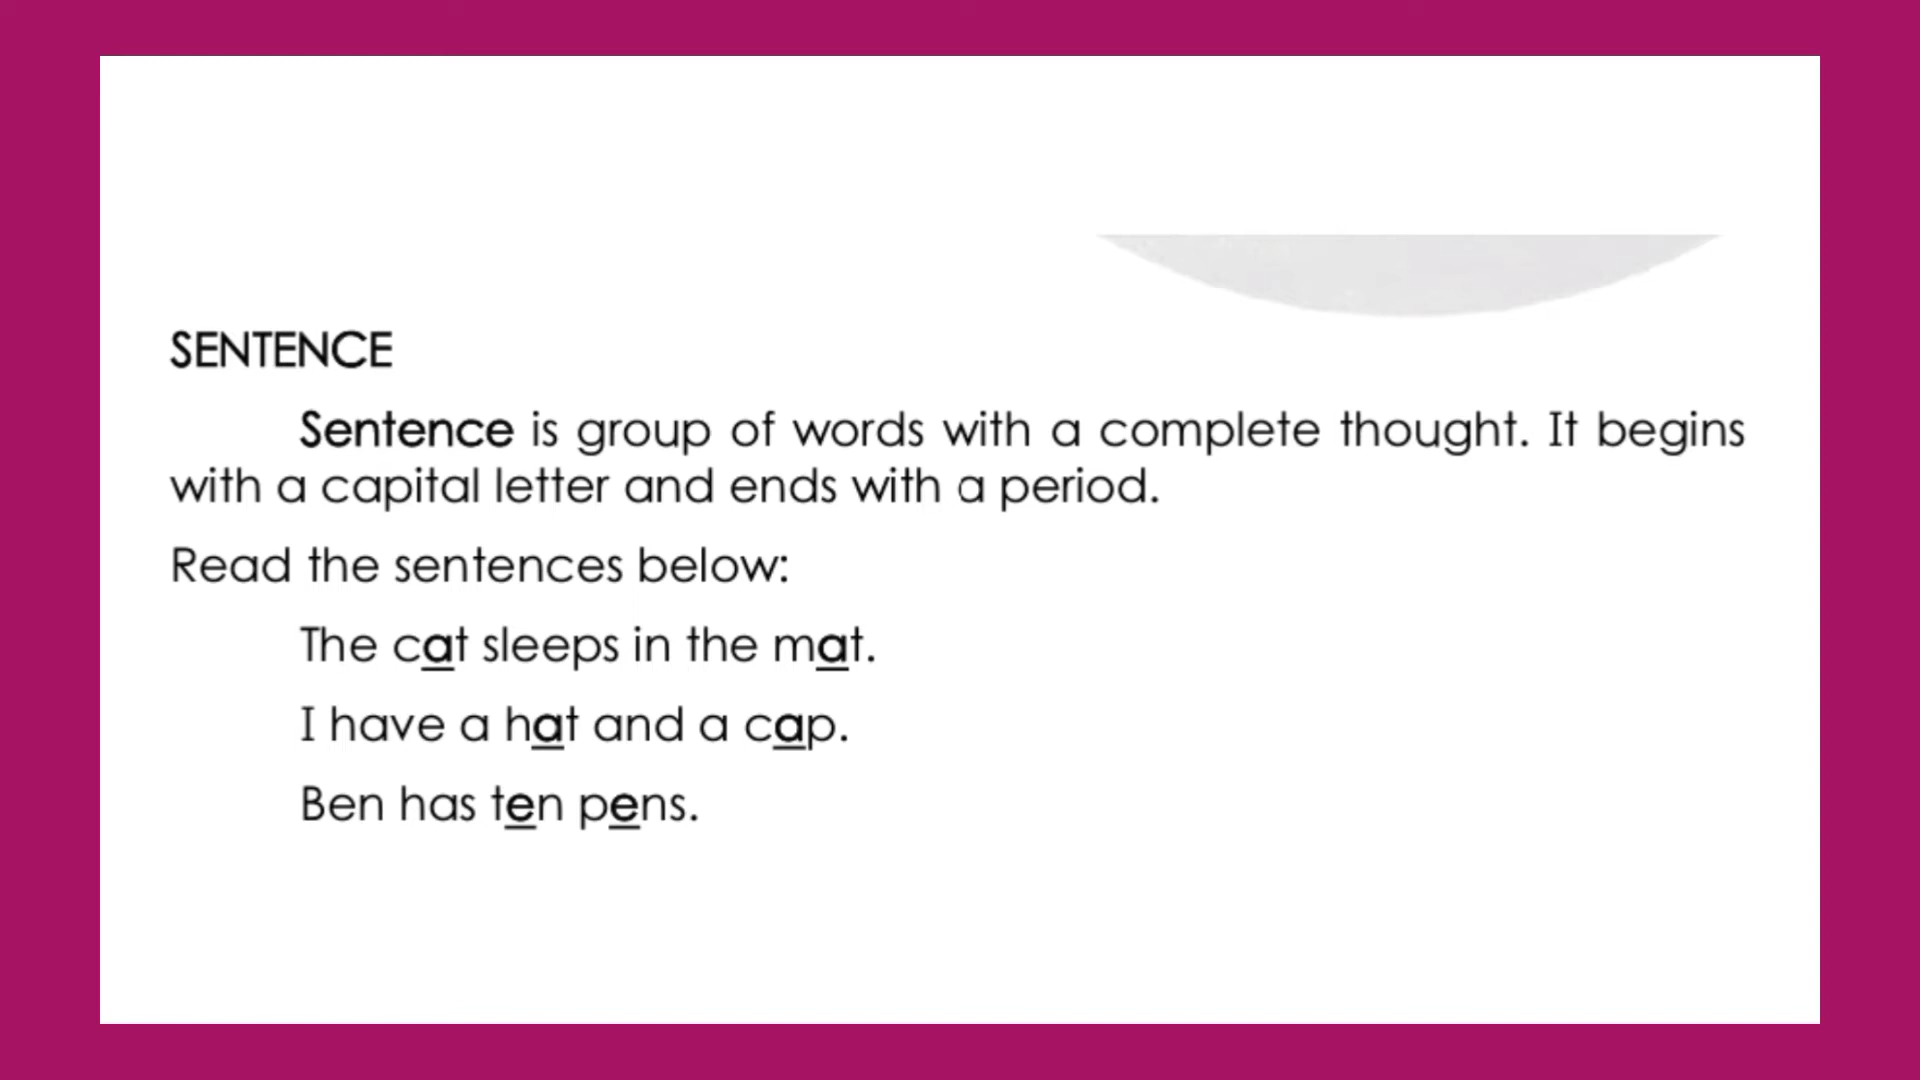 SENTENCE
Sentence is group of words with a complete thought. It begins
with a capital letter and ends with a period.
Read the sentences below:
The cat sleeps in the mat.
I have a hat and a cap.
Ben has ten pens.